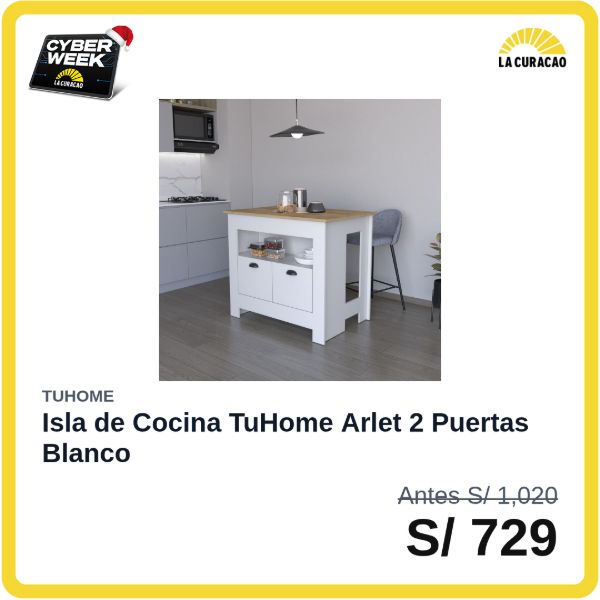 CYBER
WEEK
LA CURACAO
LA CURACAO
TUHOME
Isla de Cocina TuHome Arlet 2 Puertas
Blanco
Antes S/ 1,020
S/ 729